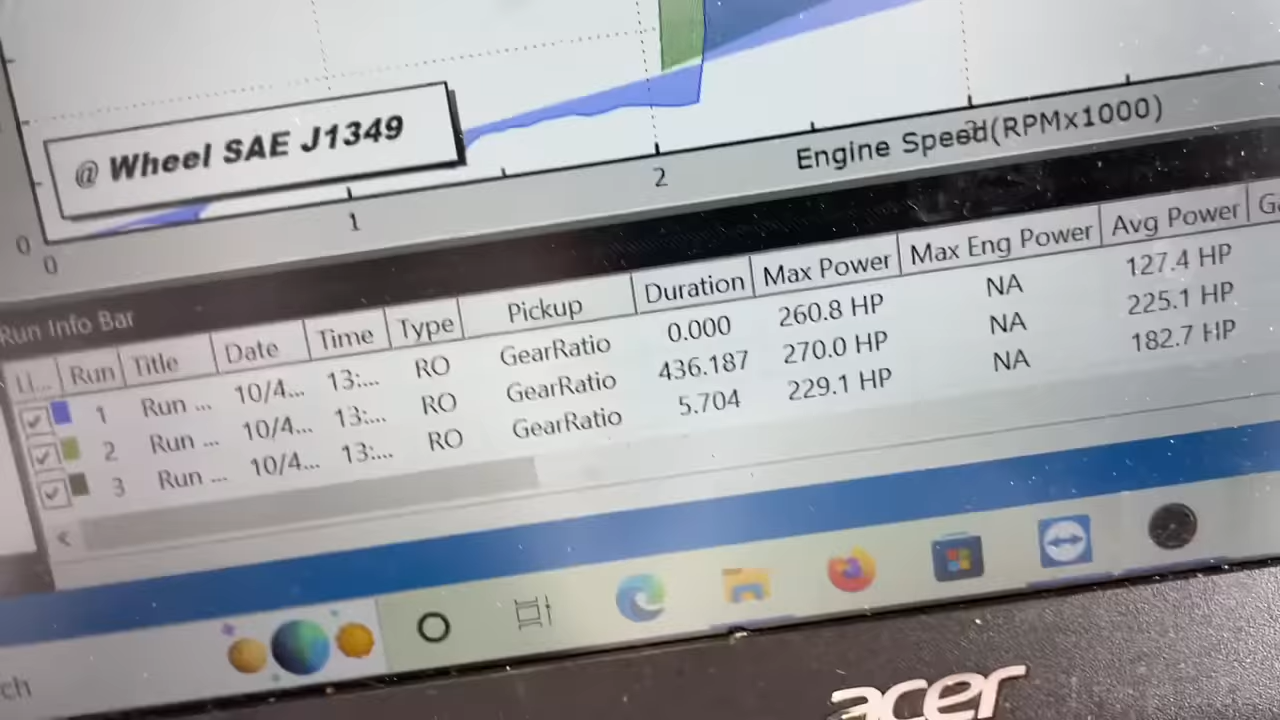 @ Wheel SAE J1349
Engine Speed(RPMx1000)
0
0
1
2
Run Info Bar
Run Title Date Time Type Pickup Duration Max Power Max Eng Power Avg Power
1 Run ... 10/4... 13:... RO GearRatio 0.000 260.8 HP NA 127.4 HP
2 Run ... 10/4... 13:... RO GearRatio 436.187 270.0 HP NA 225.1 HP
3 Run ... 10/4... 13:... RO GearRatio 5.704 229.1 HP NA 182.7 HP
ch
acer